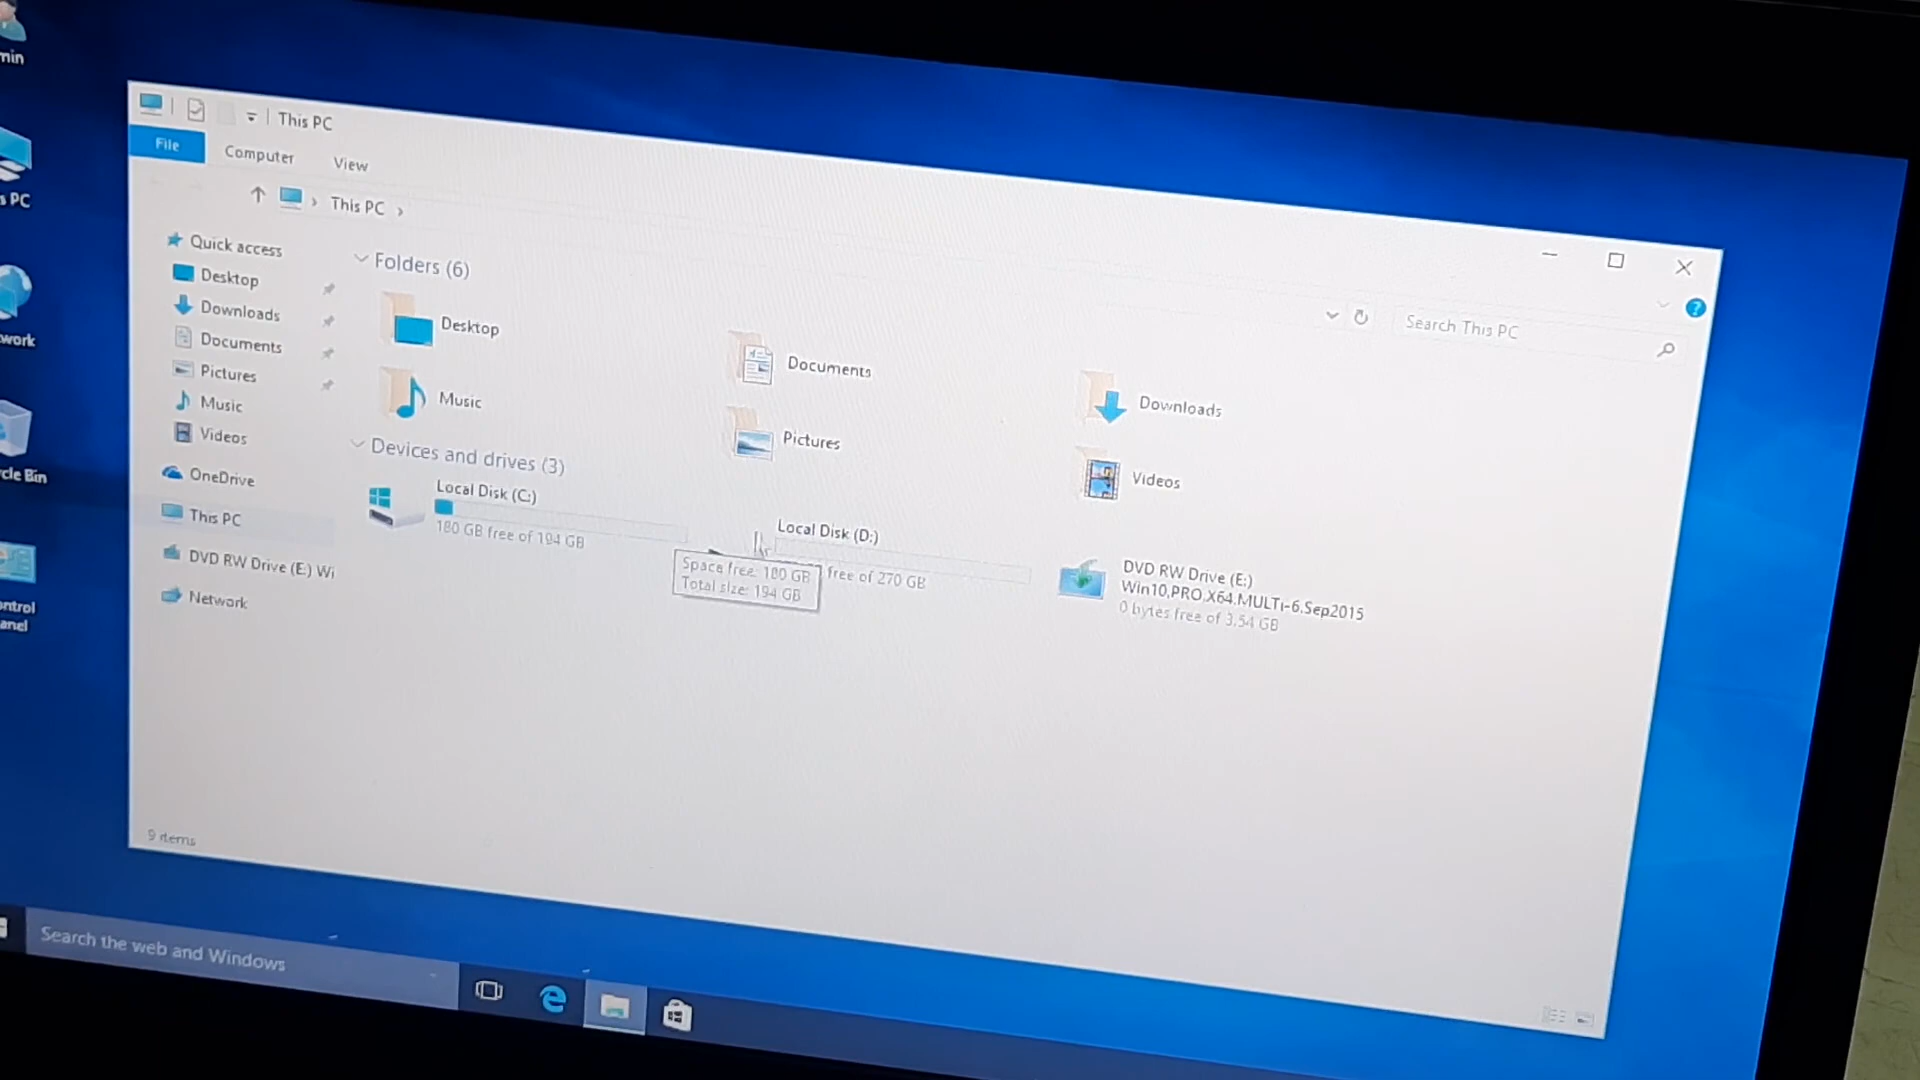 min
s PC
work
cle Bin
ontrol
anel
This PC
File
Computer
View
This PC
Search This PC
Quick access
Desktop
Downloads
Documents
Pictures
Music
Videos
OneDrive
This PC
DVD RW Drive (E:) Wi
Network
Folders (6)
Desktop
Documents
Downloads
Music
Pictures
Videos
Devices and drives (3)
Local Disk (C:)
180 GB free of 194 GB
Local Disk (D:)
free of 270 GB
Space free: 180 GB
Total size: 194 GB
DVD RW Drive (E:)
Win10.PRO.X64.MULTi-6.Sep2015
0 bytes free of 3,54 GB
9 items
Search the web and Windows